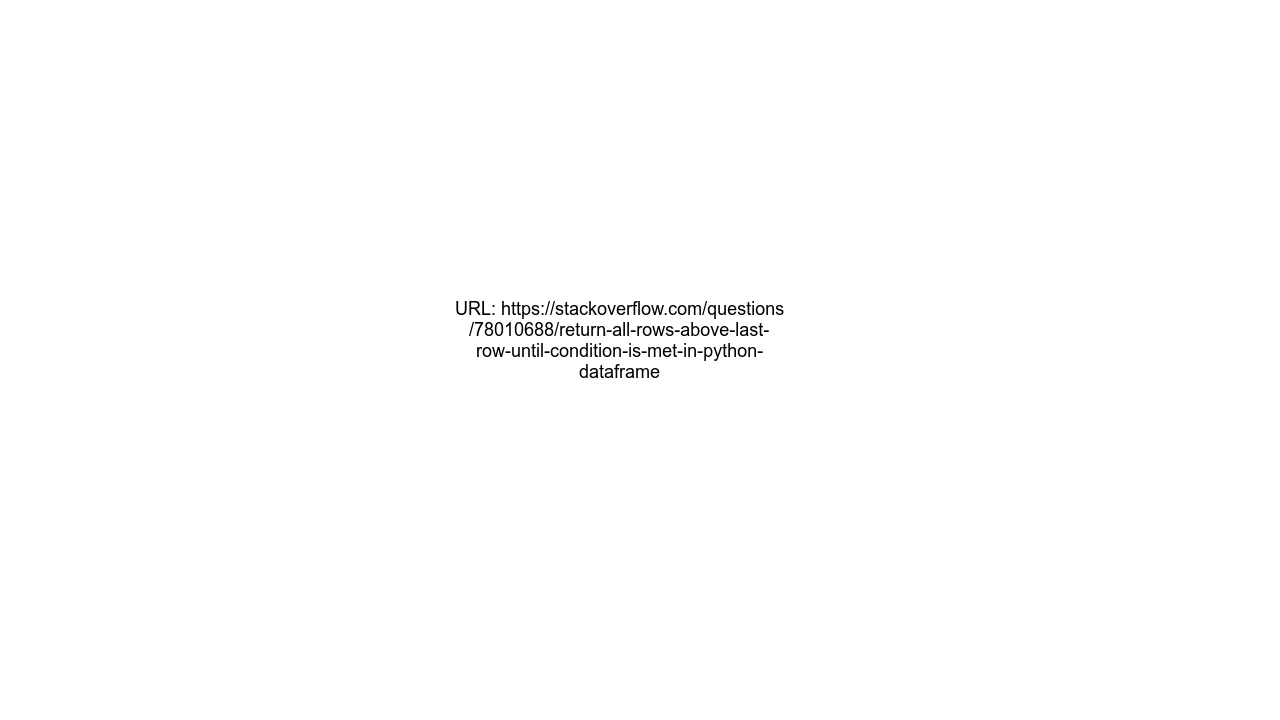 URL: https://stackoverflow.com/questions
/78010688/return-all-rows-above-last-
row-until-condition-is-met-in-python-
dataframe